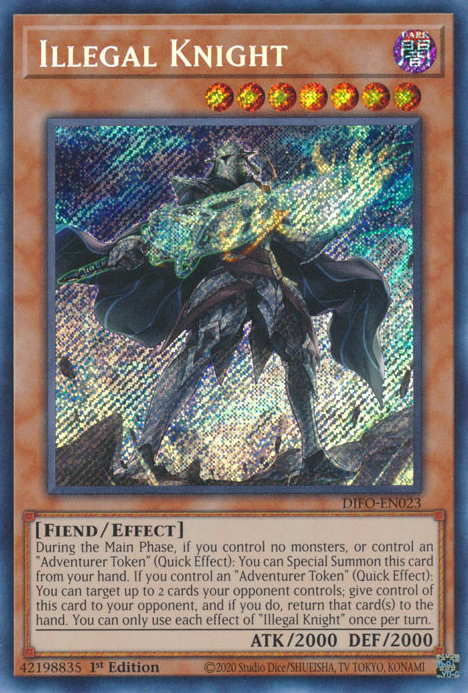 ILLEGAL KNIGHT
DARK
闇
DIFO-EN023
[FIEND/EFFECT]
During the Main Phase, if you control no monsters, or control an
"Adventurer Token" (Quick Effect): You can Special Summon this card
from your hand. If you control an "Adventurer Token" (Quick Effect):
You can target up to 2 cards your opponent controls; give control of
this card to your opponent, and if you do, return that card(s) to the
hand. You can only use each effect of "Illegal Knight" once per turn.
ATK/2000 DEF/2000
42198835 1st Edition ©2020 Studio Dice/SHUEISHA, TV TOKYO, KONAMI